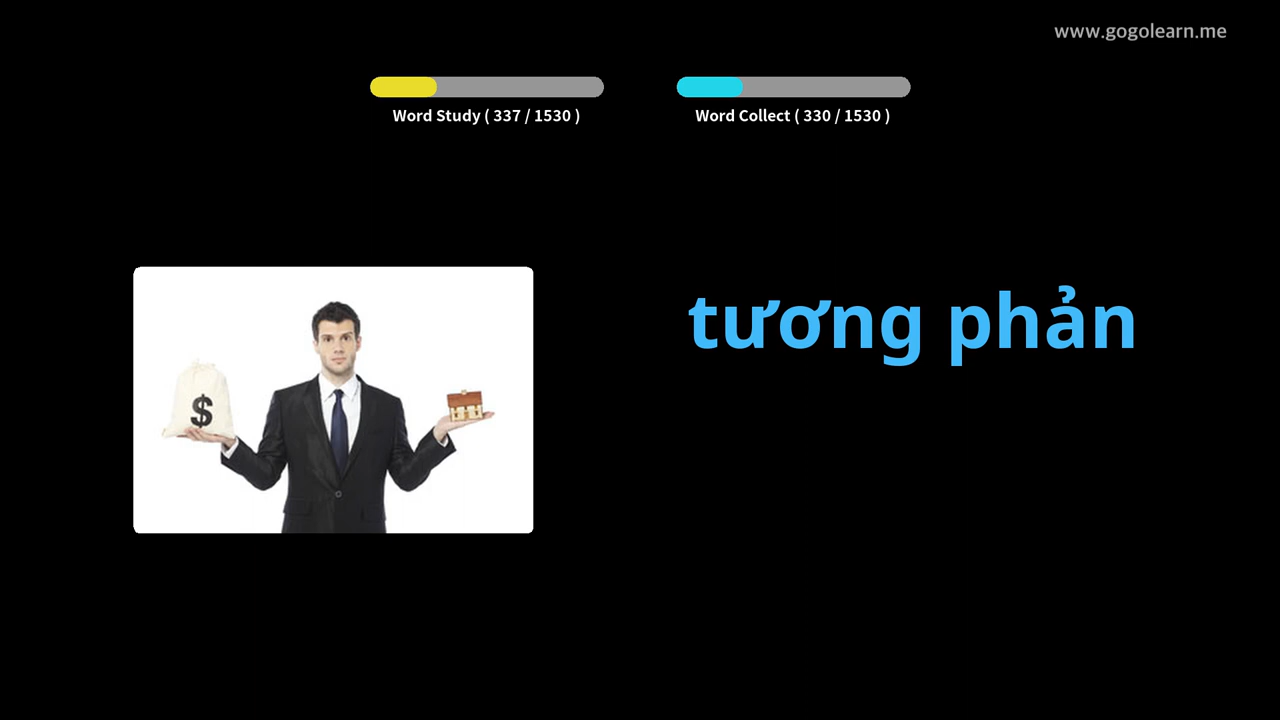 www.gogolearn.me
Word Study ( 337 / 1530 )
Word Collect ( 330 / 1530 )
tương phản
$